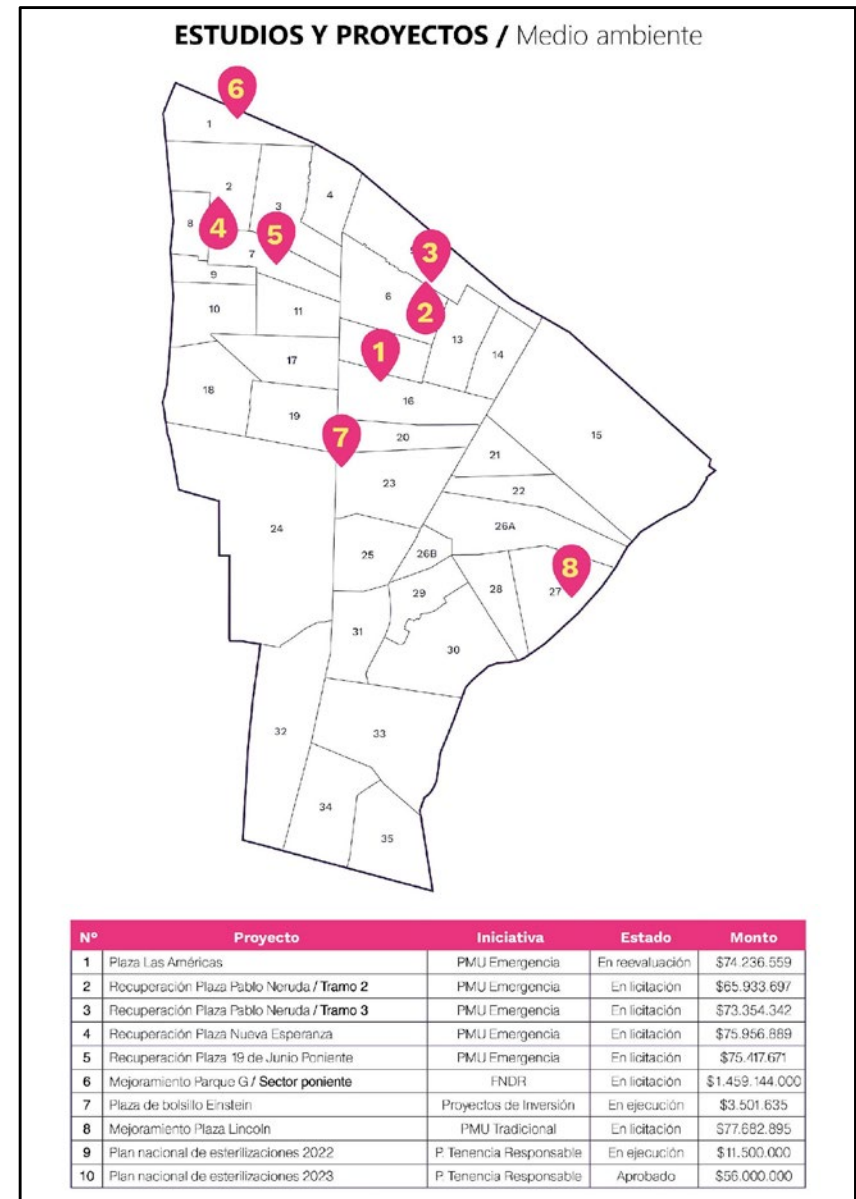 ESTUDIOS Y PROYECTOS / Medio ambiente
6
1
2
3
4
8
4
5
7
3
9
6
2
10
11
13
14
1
17
16
18
19
7
20
15
21
23
22
24
26A
25
26B
8
27
28
29
31
30
32
33
34
35
N° Proyecto Iniciativa Estado Monto
1 Plaza Las Américas PMU Emergencia En reevaluación $74.236.559
2 Recuperación Plaza Pablo Neruda / Tramo 2 PMU Emergencia En licitación $65.933.697
3 Recuperación Plaza Pablo Neruda / Tramo 3 PMU Emergencia En licitación $73.354.342
4 Recuperación Plaza Nueva Esperanza PMU Emergencia En licitación $75.956.889
5 Recuperación Plaza 19 de Junio Poniente PMU Emergencia En licitación $75.417.671
6 Mejoramiento Parque G / Sector poniente FNDR En licitación $1.459.144.000
7 Plaza de bolsillo Einstein Proyectos de Inversión En ejecución $3.501.635
8 Mejoramiento Plaza Lincoln PMU Tradicional En licitación $77.682.895
9 Plan nacional de esterilizaciones 2022 P. Tenencia Responsable En ejecución $11.500.000
10 Plan nacional de esterilizaciones 2023 P. Tenencia Responsable Aprobado $56.000.000